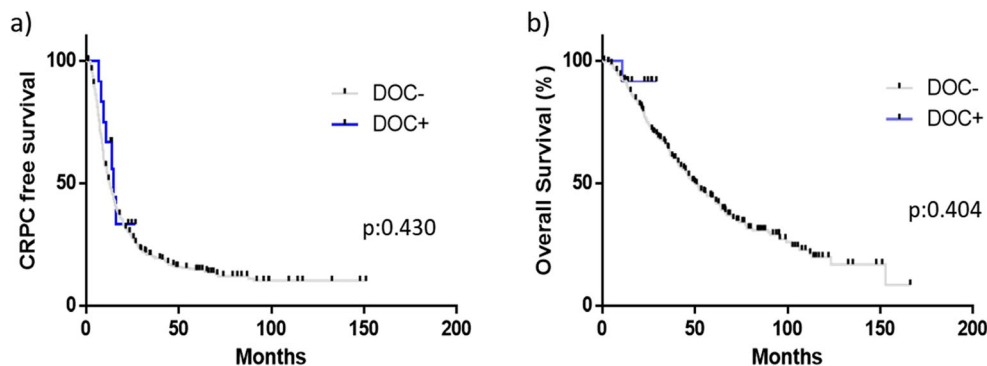 a)
CRPC free survival
100
50
0
0 50 100 150 200
Months
DOC-
DOC+
p:0.430
b)
Overall Survival (%)
100
50
0
0 50 100 150 200
Months
DOC-
DOC+
p:0.404